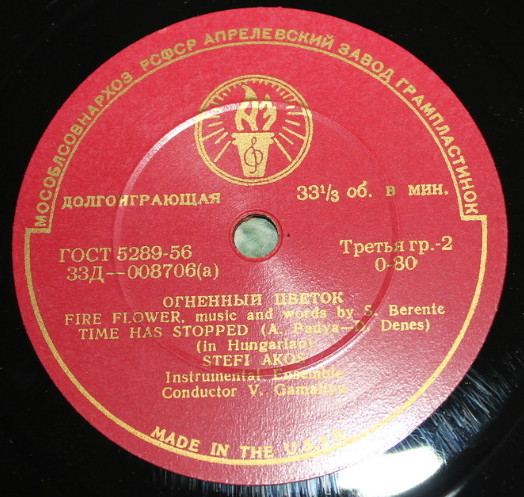 МОСОБЛСОВНАРХОЗ РСФСР АПРЕЛЕВСКИЙ ЗАВОД ГРАМПЛАСТИНОК
ДОЛГОИГРАЮЩАЯ 33⅓ об. в мин.
ГОСТ 5289-56 Третья гр.-2
33Д—008706(а) 0-80
ОГНЕННЫЙ ЦВЕТОК
FIRE FLOWER, music and words by S. Berente
TIME HAS STOPPED (A. Padya—D. Denes)
(in Hungarian)
STEFI AKOS
Instrumental Ensemble
Conductor V. Gamaliya
MADE IN THE U.S.S.R.